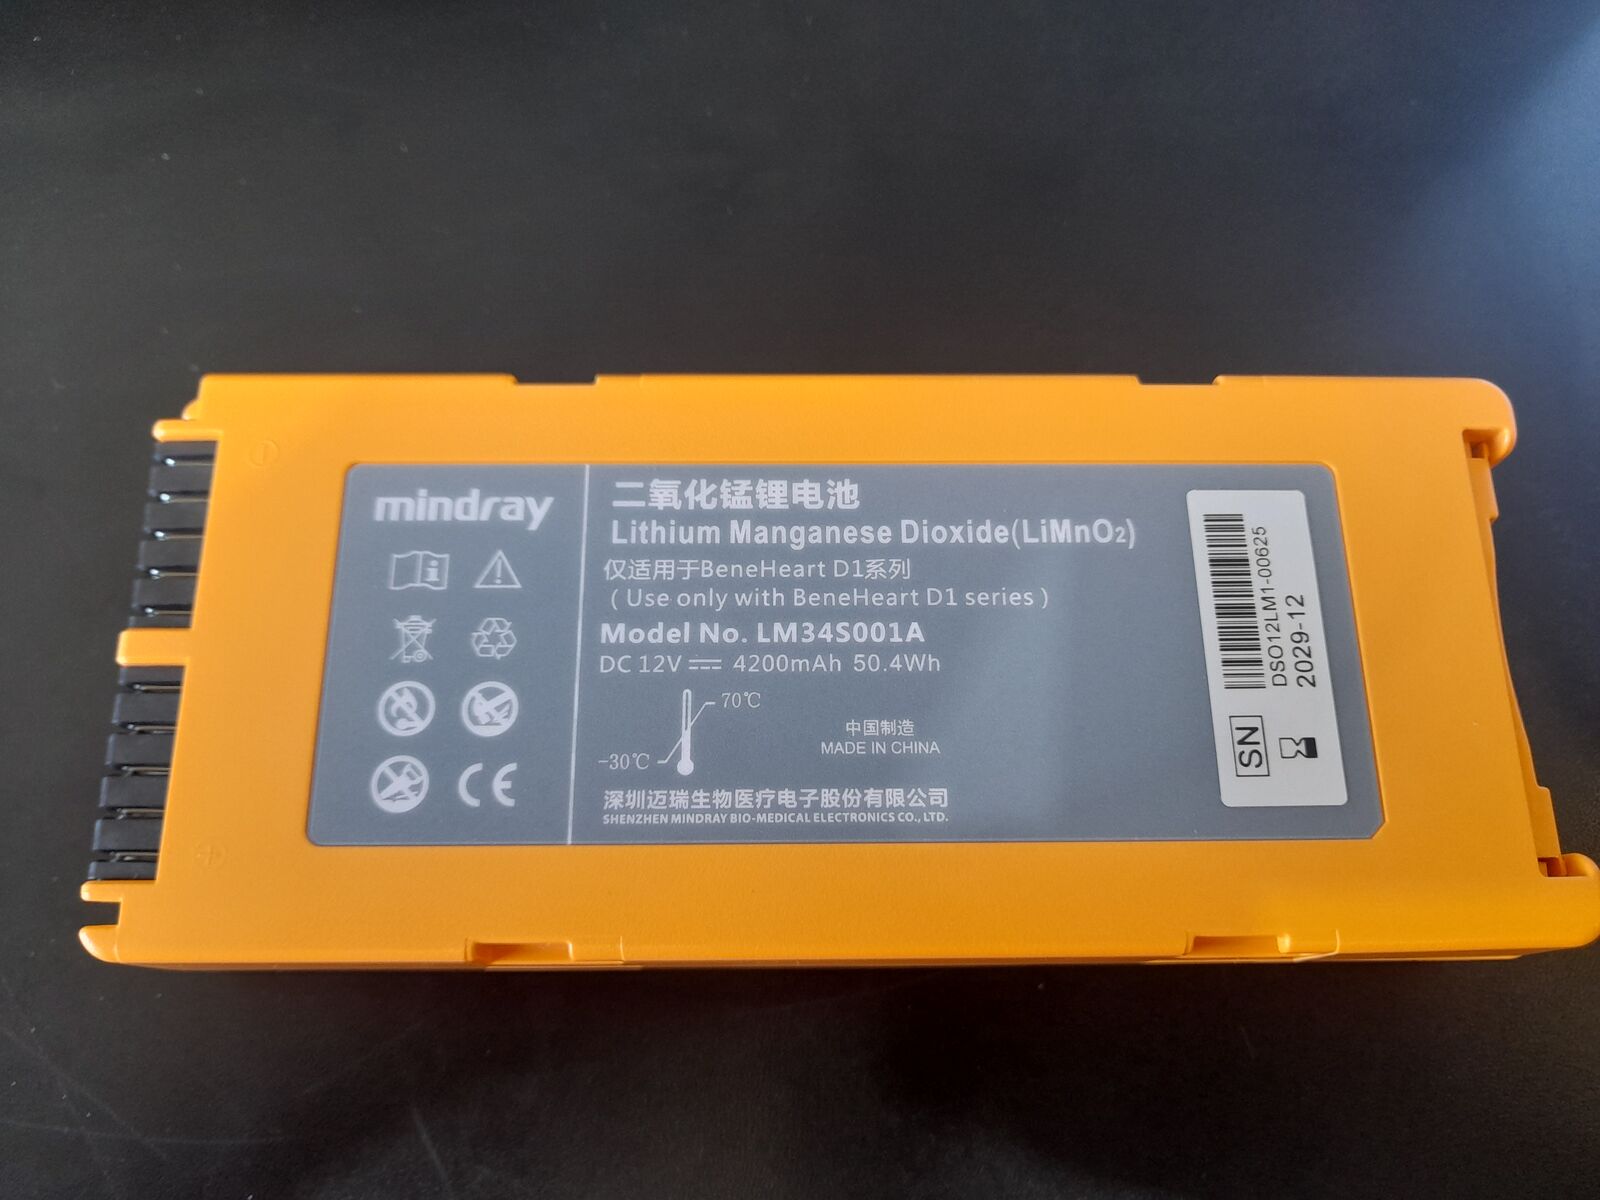 mindray
二氧化锰锂电池
Lithium Manganese Dioxide(LiMnO₂)
仅适用于BeneHeart D1系列
( Use only with BeneHeart D1 series )
Model No. LM34S001A
DC 12V ⎓ 4200mAh 50.4Wh
70℃
-30℃
中国制造
MADE IN CHINA
深圳迈瑞生物医疗电子股份有限公司
SHENZHEN MINDRAY BIO-MEDICAL ELECTRONICS CO., LTD.
CE
SN
DSO12LM1-00625
2029-12